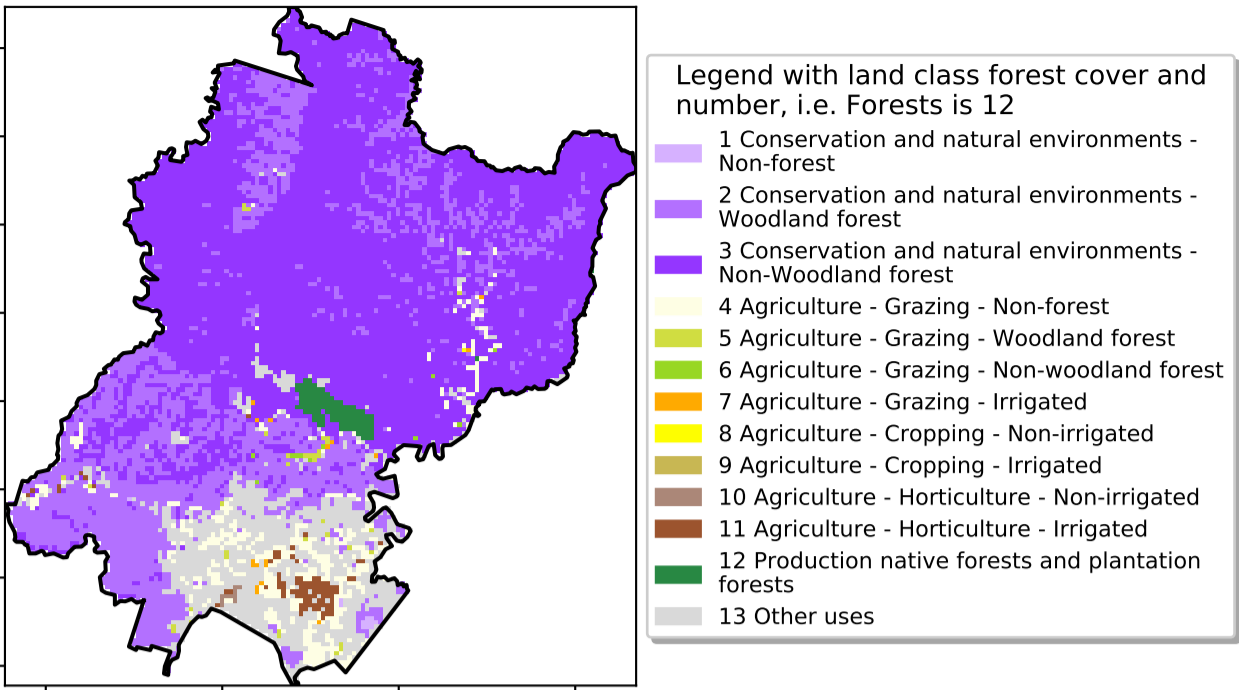 Legend with land class forest cover and
number, i.e. Forests is 12
1 Conservation and natural environments -
Non-forest
2 Conservation and natural environments -
Woodland forest
3 Conservation and natural environments -
Non-Woodland forest
4 Agriculture - Grazing - Non-forest
5 Agriculture - Grazing - Woodland forest
6 Agriculture - Grazing - Non-woodland forest
7 Agriculture - Grazing - Irrigated
8 Agriculture - Cropping - Non-irrigated
9 Agriculture - Cropping - Irrigated
10 Agriculture - Horticulture - Non-irrigated
11 Agriculture - Horticulture - Irrigated
12 Production native forests and plantation
forests
13 Other uses